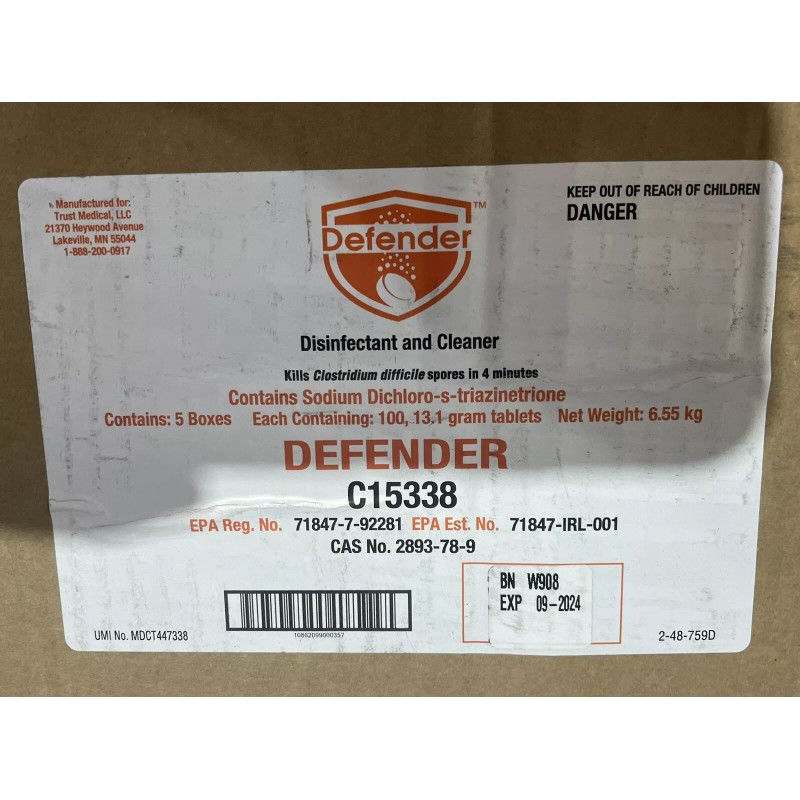 Manufactured for:
Trust Medical, LLC
21370 Heywood Avenue
Lakeville, MN 55044
1-888-200-0917
Defender™
KEEP OUT OF REACH OF CHILDREN
DANGER
Disinfectant and Cleaner
Kills Clostridium difficile spores in 4 minutes
Contains Sodium Dichloro-s-triazinetrione
Contains: 5 Boxes Each Containing: 100, 13.1 gram tablets Net Weight: 6.55 kg
DEFENDER
C15338
EPA Reg. No. 71847-7-92281 EPA Est. No. 71847-IRL-001
CAS No. 2893-78-9
BN W908
EXP 09-2024
UMI No. MDCT447338
10862099000357
2-48-759D